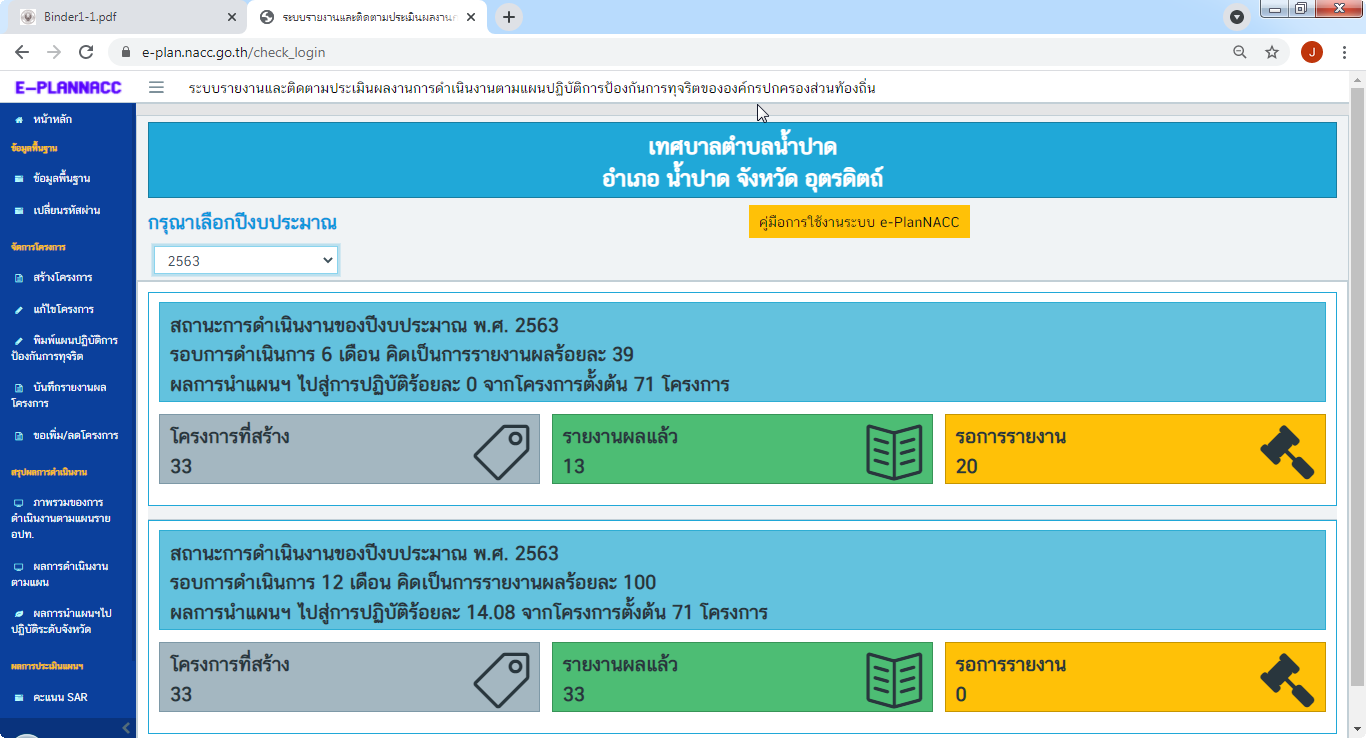 Binder1-1.pdf
ระบบรายงานและติดตามประเมินผลงาน
e-plan.nacc.go.th/check_login
J
E-PLANNACC
ระบบรายงานและติดตามประเมินผลงานการดำเนินงานตามแผนปฏิบัติการป้องกันการทุจริตขององค์กรปกครองส่วนท้องถิ่น
หน้าหลัก
ข้อมูลพื้นฐาน
ข้อมูลพื้นฐาน
เปลี่ยนรหัสผ่าน
จัดการโครงการ
สร้างโครงการ
แก้ไขโครงการ
พิมพ์แผนปฏิบัติการ
ป้องกันการทุจริต
บันทึกรายงานผล
โครงการ
ขอเพิ่ม/ลดโครงการ
สรุปผลการดำเนินงาน
ภาพรวมของการ
ดำเนินงานตามแผนราย
อปท.
ผลการดำเนินงาน
ตามแผน
ผลการนำแผนฯไป
ปฏิบัติระดับจังหวัด
ผลการประเมินแผนฯ
คะแนน SAR
เทศบาลตำบลน้ำปาด
อำเภอ น้ำปาด จังหวัด อุตรดิตถ์
กรุณาเลือกปีงบประมาณ
คู่มือการใช้งานระบบ e-PlanNACC
2563
สถานะการดำเนินงานของปีงบประมาณ พ.ศ. 2563
รอบการดำเนินการ 6 เดือน คิดเป็นการรายงานผลร้อยละ 39
ผลการนำแผนฯ ไปสู่การปฏิบัติร้อยละ 0 จากโครงการตั้งต้น 71 โครงการ
โครงการที่สร้าง
33
รายงานผลแล้ว
13
รอการรายงาน
20
สถานะการดำเนินงานของปีงบประมาณ พ.ศ. 2563
รอบการดำเนินการ 12 เดือน คิดเป็นการรายงานผลร้อยละ 100
ผลการนำแผนฯ ไปสู่การปฏิบัติร้อยละ 14.08 จากโครงการตั้งต้น 71 โครงการ
โครงการที่สร้าง
33
รายงานผลแล้ว
33
รอการรายงาน
0